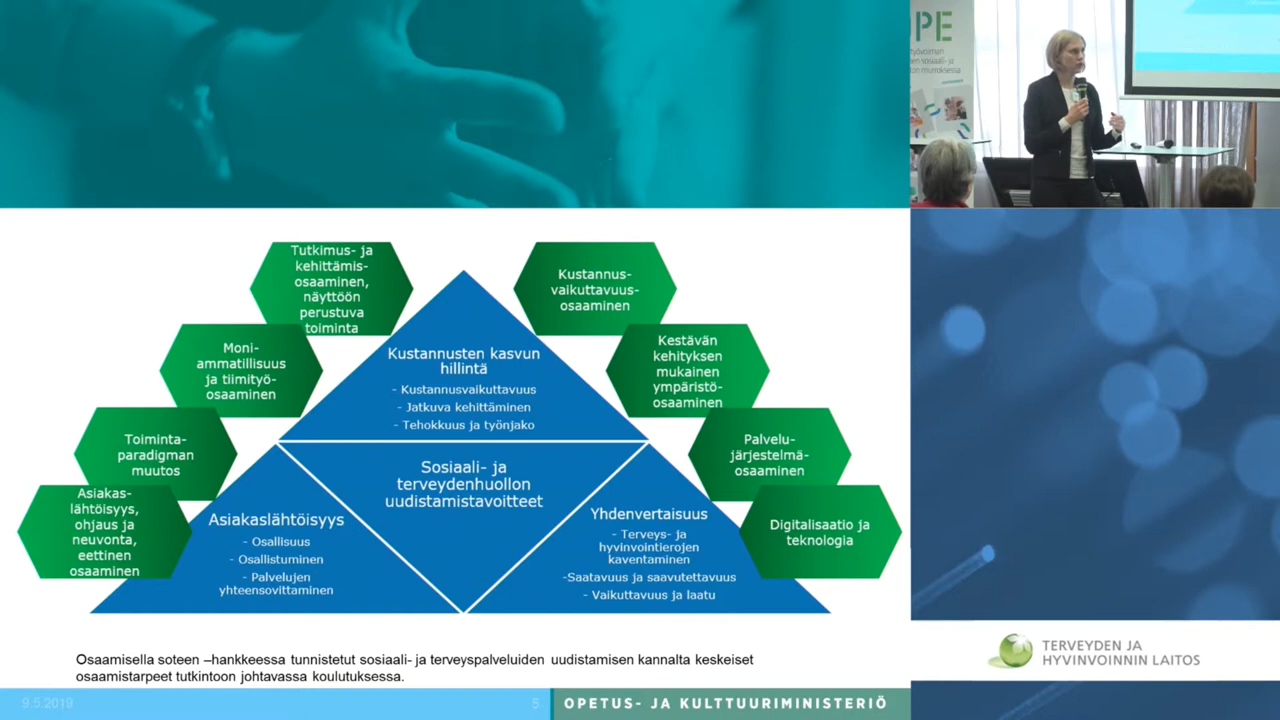 Tutkimus- ja
kehittämis-
osaaminen,
näyttöön
perustuva
toiminta
Kustannus-
vaikuttavuus-
osaaminen
Moni-
ammatillisuus
ja tiimityö-
osaaminen
Kestävän
kehityksen
mukainen
ympäristö-
osaaminen
Toiminta-
paradigman
muutos
Palvelu-
järjestelmä-
osaaminen
Asiakas-
lähtöisyys,
ohjaus ja
neuvonta,
eettinen
osaaminen
Digitalisaatio ja
teknologia
Kustannusten kasvun
hillintä
- Kustannusvaikuttavuus
- Jatkuva kehittäminen
- Tehokkuus ja työnjako
Sosiaali- ja
terveydenhuollon
uudistamistavoitteet
Asiakaslähtöisyys
- Osallisuus
- Osallistuminen
- Palvelujen
yhteensovittaminen
Yhdenvertaisuus
- Terveys- ja
hyvinvointierojen
kaventaminen
-Saatavuus ja saavutettavuus
- Vaikuttavuus ja laatu
Osaamisella soteen –hankkeessa tunnistetut sosiaali- ja terveyspalveluiden uudistamisen kannalta keskeiset
osaamistarpeet tutkintoon johtavassa koulutuksessa.
9.5.2019
5
OPETUS- JA KULTTUURIMINISTERIÖ
TERVEYDEN JA
HYVINVOINNIN LAITOS